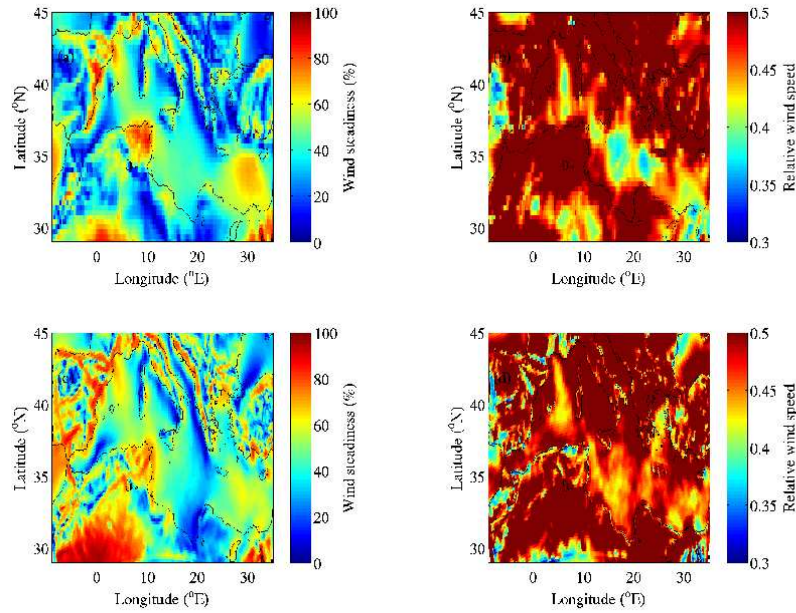 45
40
35
30
0 10 20 30
Latitude (°N)
Longitude (°E)
(a)
100
80
60
40
20
0
Wind steadiness (%)
45
40
35
30
0 10 20 30
Latitude (°N)
Longitude (°E)
0.5
0.45
0.4
0.35
0.3
Relative wind speed
45
40
35
30
0 10 20 30
Latitude (°N)
Longitude (°E)
(c)
100
80
60
40
20
0
Wind steadiness (%)
45
40
35
30
0 10 20 30
Latitude (°N)
Longitude (°E)
(d)
0.5
0.45
0.4
0.35
0.3
Relative wind speed